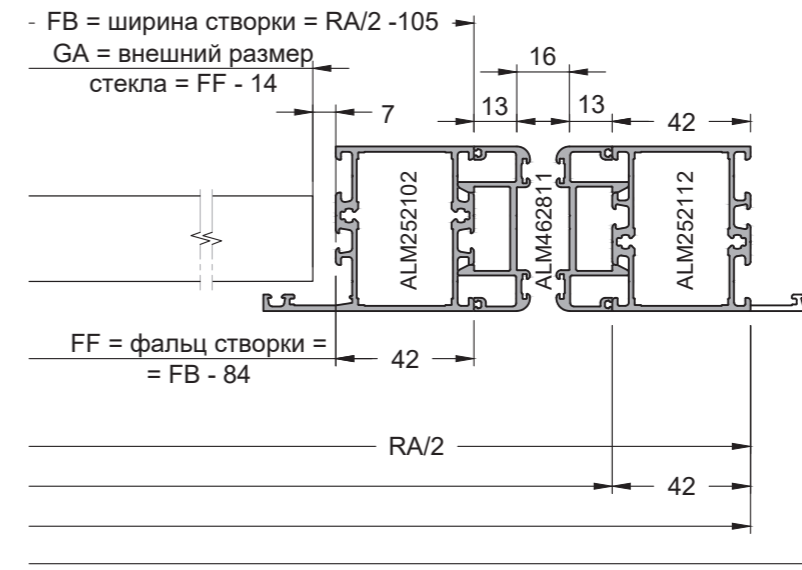 FB = ширина створки = RA/2 -105
GA = внешний размер
стекла = FF - 14
16
7
13
13
42
ALM252102
ALM462811
ALM252112
FF = фальц створки =
= FB - 84
42
RA/2
42